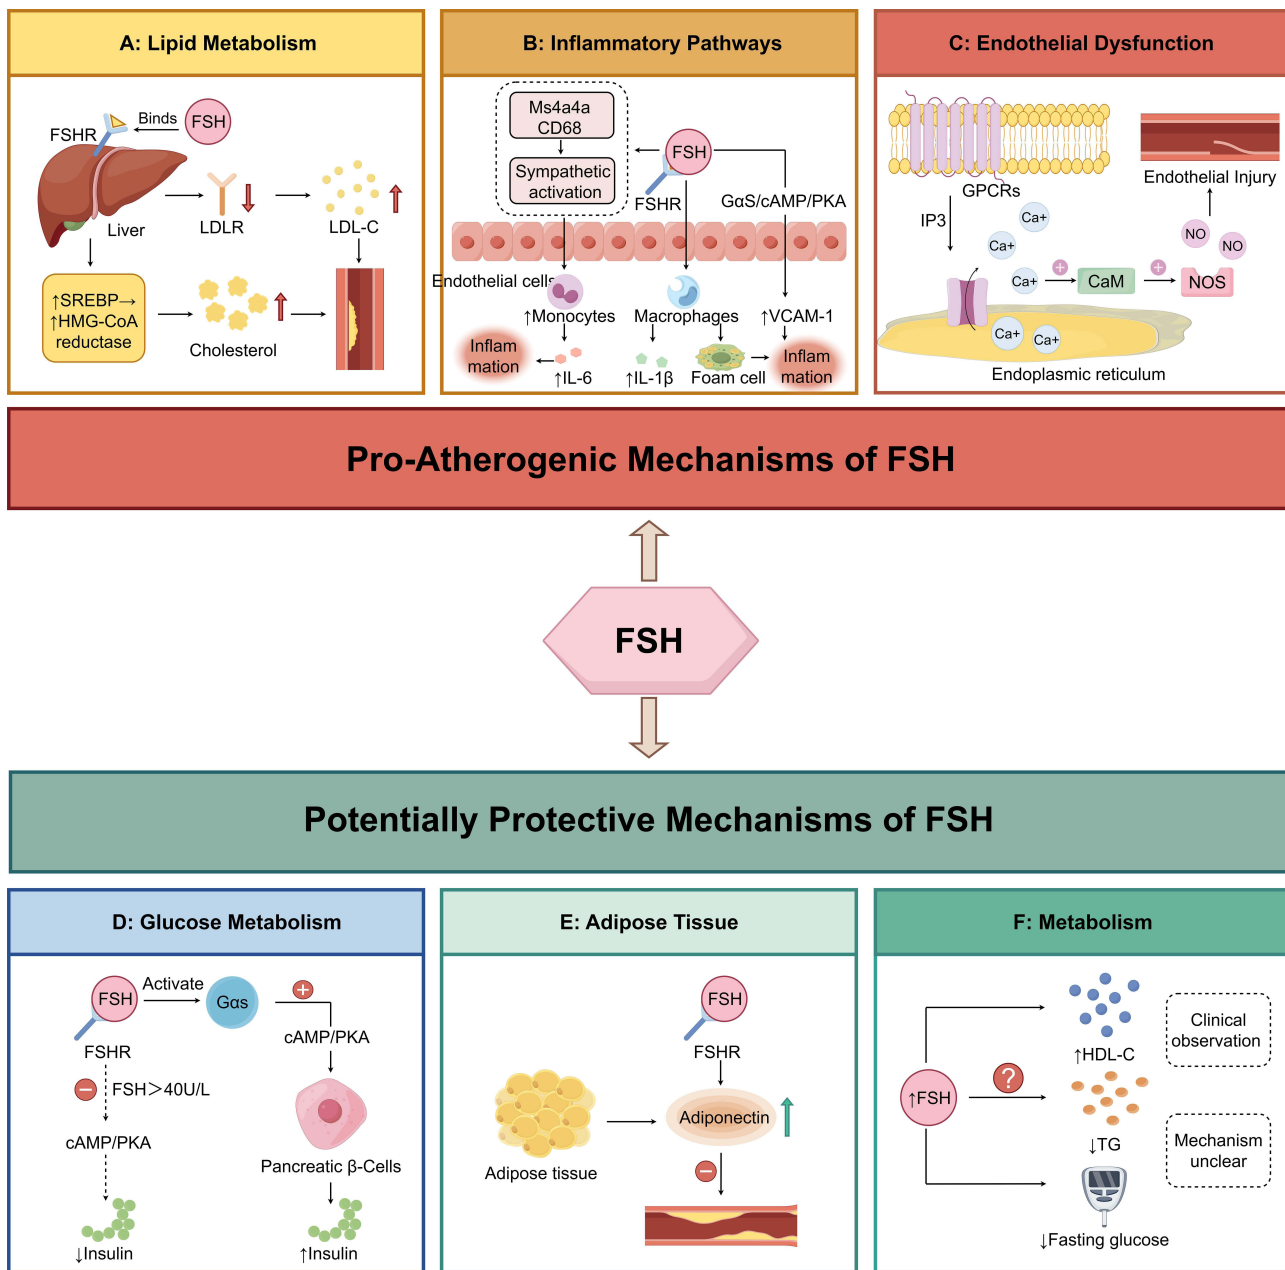 A: Lipid Metabolism
FSHR
Binds
FSH
Liver
LDLR
LDL-C
↑SREBP→
↑HMG-CoA
reductase
Cholesterol
B: Inflammatory Pathways
Ms4a4a
CD68
Sympathetic
activation
FSH
FSHR
GαS/cAMP/PKA
Endothelial cells
↑Monocytes
Macrophages
↑VCAM-1
Inflam
mation
↑IL-6
↑IL-1β
Foam cell
Inflam
mation
C: Endothelial Dysfunction
GPCRs
Endothelial Injury
IP3
Ca+
Ca+
Ca+
+
CaM
+
NOS
NO
NO
Ca+
Ca+
Endoplasmic reticulum
Pro-Atherogenic Mechanisms of FSH
FSH
Potentially Protective Mechanisms of FSH
D: Glucose Metabolism
FSH
Activate
Gαs
+
FSHR
cAMP/PKA
−
FSH＞40U/L
cAMP/PKA
Pancreatic β-Cells
↓Insulin
↑Insulin
E: Adipose Tissue
FSH
FSHR
Adiponectin
Adipose tissue
−
F: Metabolism
↑FSH
?
↑HDL-C
↓TG
↓Fasting glucose
Clinical
observation
Mechanism
unclear